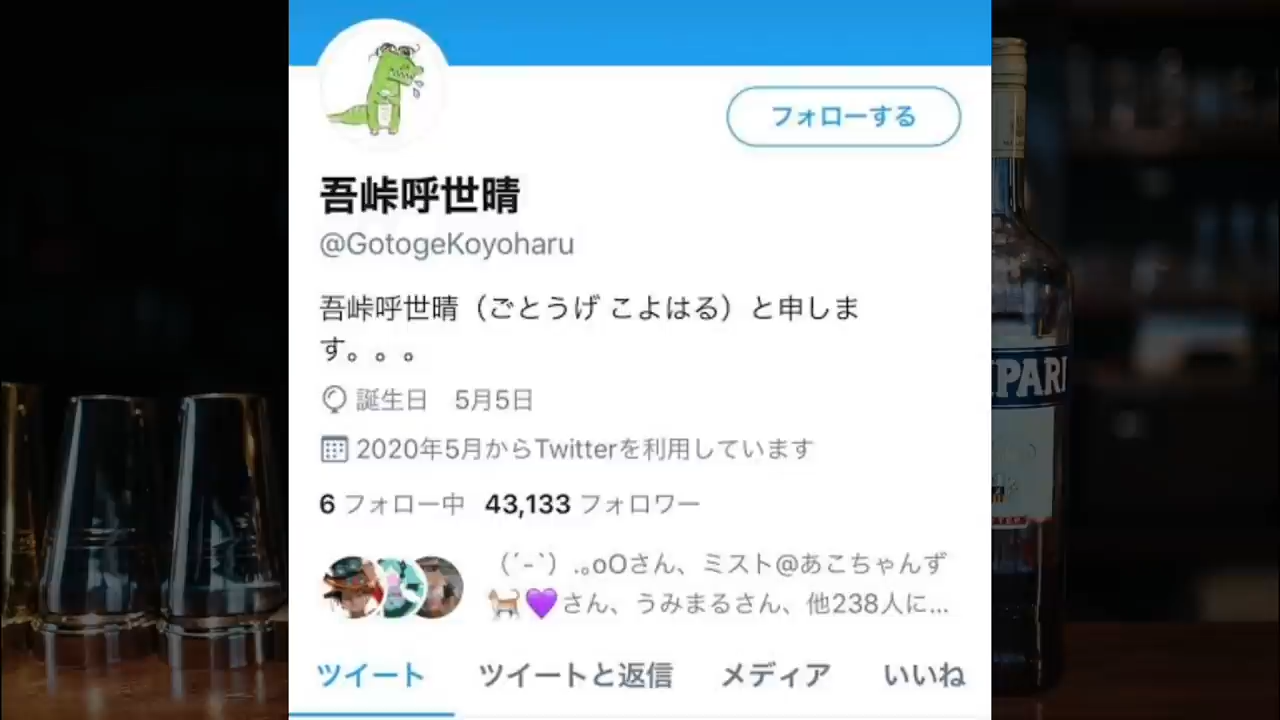 フォローする
吾峠呼世晴
@GotogeKoyoharu
吾峠呼世晴（ごとうげ こよはる）と申しま
す。。。
誕生日 5月5日
2020年5月からTwitterを利用しています
6 フォロー中 43,133 フォロワー
（´-`）.｡oOさん、ミスト@あこちゃんず
🐈💜さん、うみまるさん、他238人に...
ツイート ツイートと返信 メディア いいね
PARI